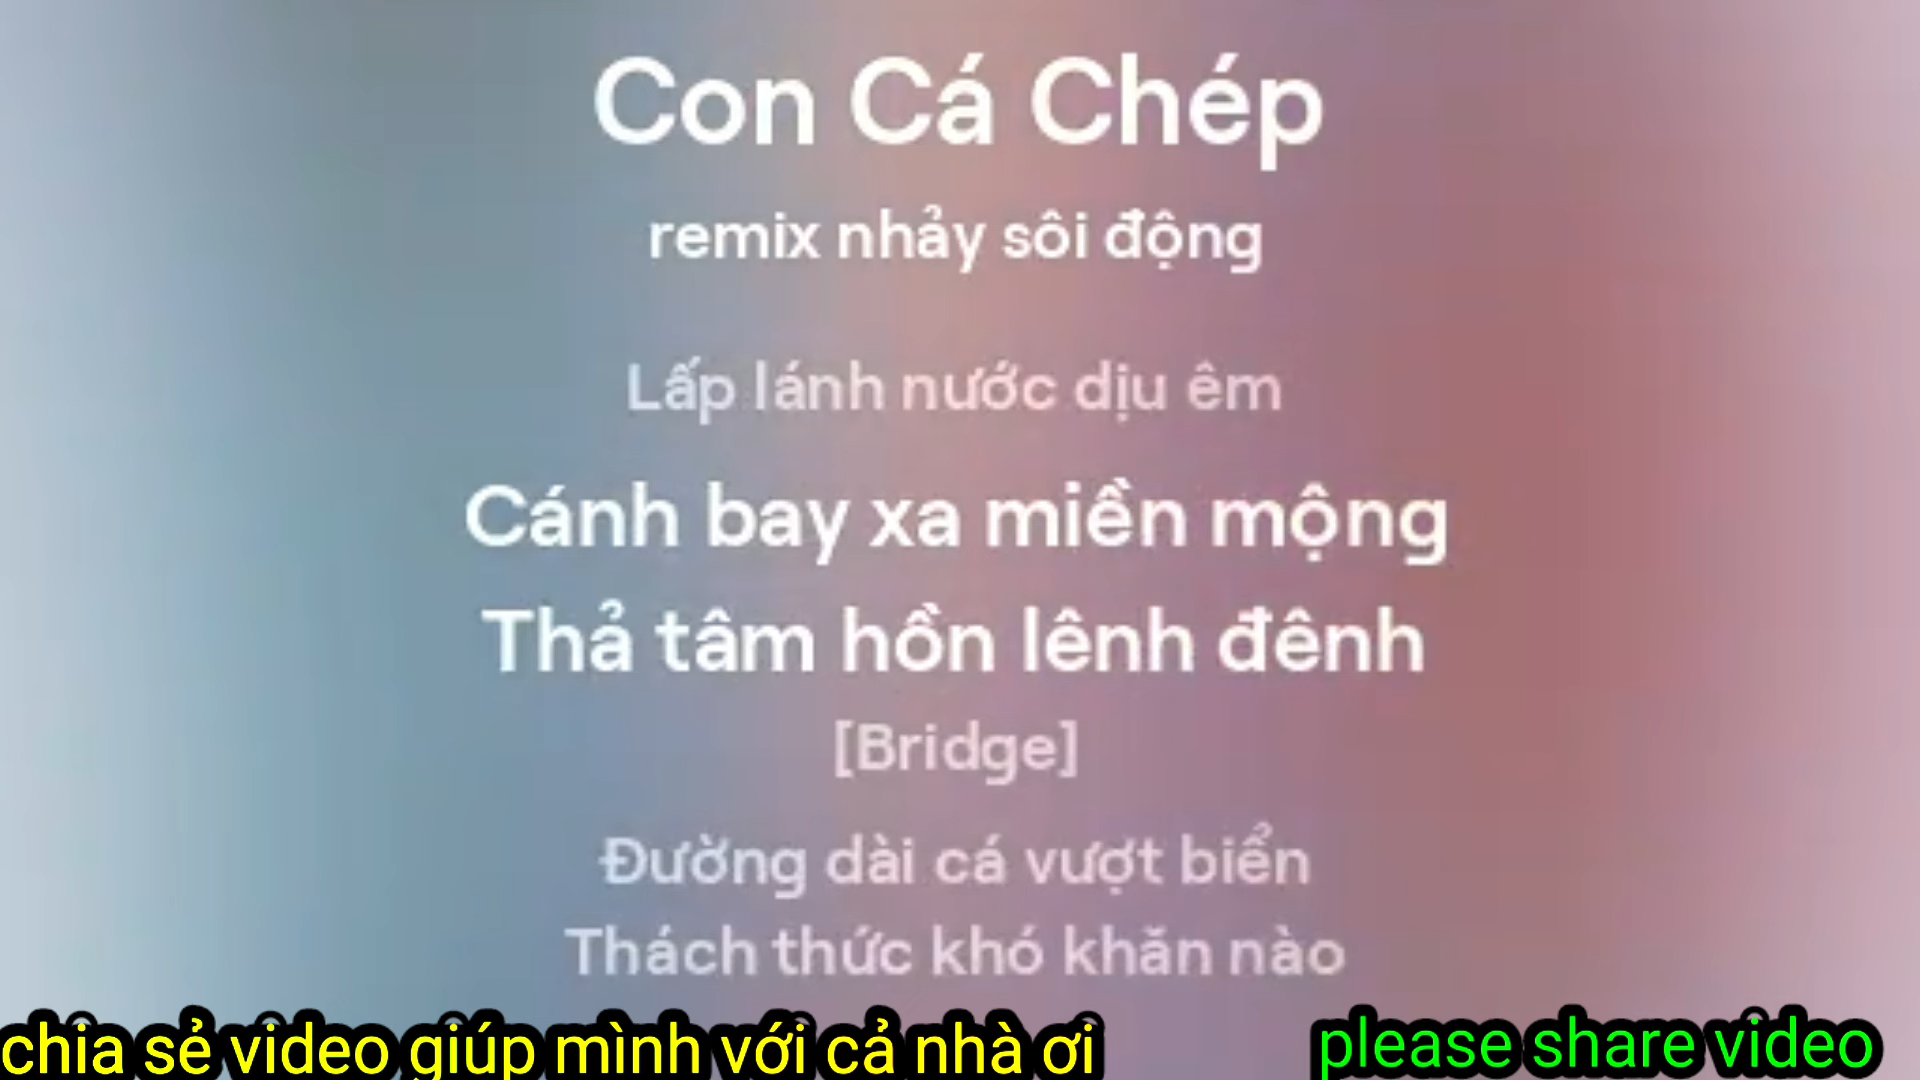 Con Cá Chép
remix nhảy sôi động
Lấp lánh nước dịu êm
Cánh bay xa miền mộng
Thả tâm hồn lênh đênh
[Bridge]
Đường dài cá vượt biển
Thách thức khó khăn nào
chia sẻ video giúp mình với cả nhà ơi
please share video